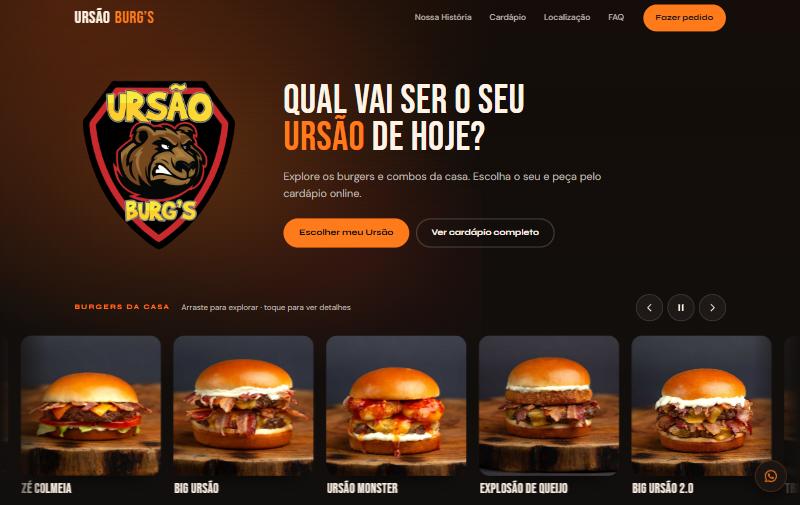 URSÃO BURG'S
Nossa História
Cardápio
Localização
FAQ
Fazer pedido
URSÃO
BURG'S
QUAL VAI SER O SEU
URSÃO DE HOJE?
Explore os burgers e combos da casa. Escolha o seu e peça pelo
cardápio online.
Escolher meu Ursão
Ver cardápio completo
BURGERS DA CASA
Arraste para explorar · toque para ver detalhes
ZÉ COLMEIA
BIG URSÃO
URSÃO MONSTER
EXPLOSÃO DE QUEIJO
BIG URSÃO 2.0